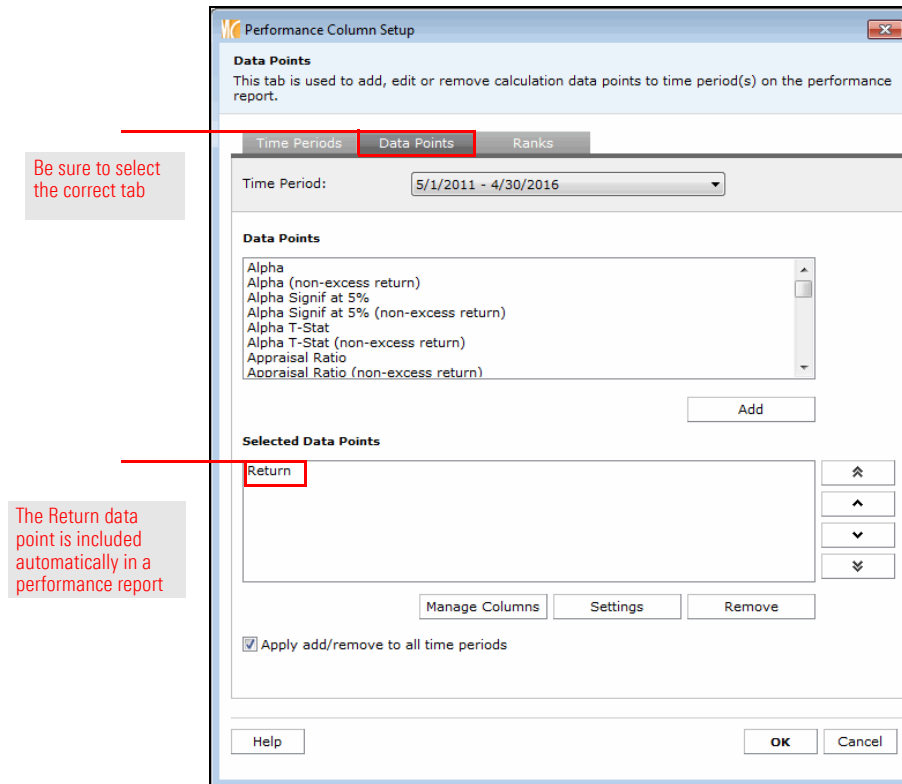 Performance Column Setup
Data Points
This tab is used to add, edit or remove calculation data points to time period(s) on the performance
report.
Time Periods
Data Points
Ranks
Be sure to select
the correct tab
Time Period:
5/1/2011 - 4/30/2016
Data Points
Alpha
Alpha (non-excess return)
Alpha Signif at 5%
Alpha Signif at 5% (non-excess return)
Alpha T-Stat
Alpha T-Stat (non-excess return)
Appraisal Ratio
Appraisal Ratio (non-excess return)
Add
Selected Data Points
Return
The Return data
point is included
automatically in a
performance report
Manage Columns
Settings
Remove
Apply add/remove to all time periods
Help
OK
Cancel